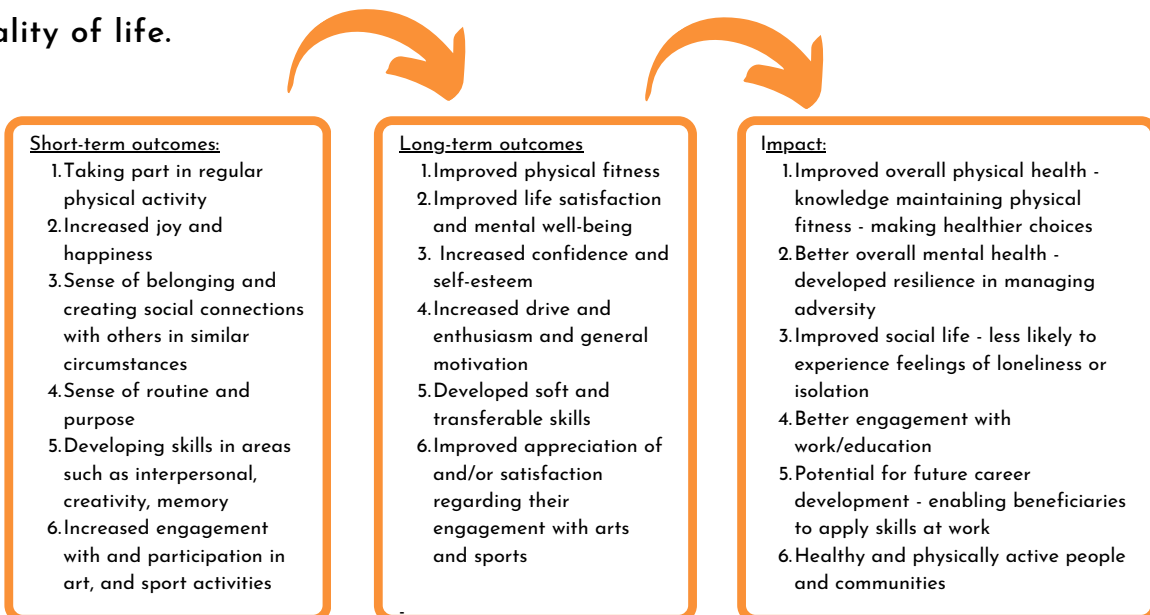 ality of life.
Short-term outcomes:
1.Taking part in regular
physical activity
2.Increased joy and
happiness
3.Sense of belonging and
creating social connections
with others in similar
circumstances
4.Sense of routine and
purpose
5.Developing skills in areas
such as interpersonal,
creativity, memory
6.Increased engagement
with and participation in
art, and sport activities
Long-term outcomes
1.Improved physical fitness
2.Improved life satisfaction
and mental well-being
3. Increased confidence and
self-esteem
4.Increased drive and
enthusiasm and general
motivation
5.Developed soft and
transferable skills
6.Improved appreciation of
and/or satisfaction
regarding their
engagement with arts
and sports
-
Impact:
1.Improved overall physical health -
knowledge maintaining physical
fitness - making healthier choices
2.Better overall mental health -
developed resilience in managing
adversity
3.Improved social life - less likely to
experience feelings of loneliness or
isolation
4.Better engagement with
work/education
5.Potential for future career
development - enabling beneficiaries
to apply skills at work
6.Healthy and physically active people
and communities